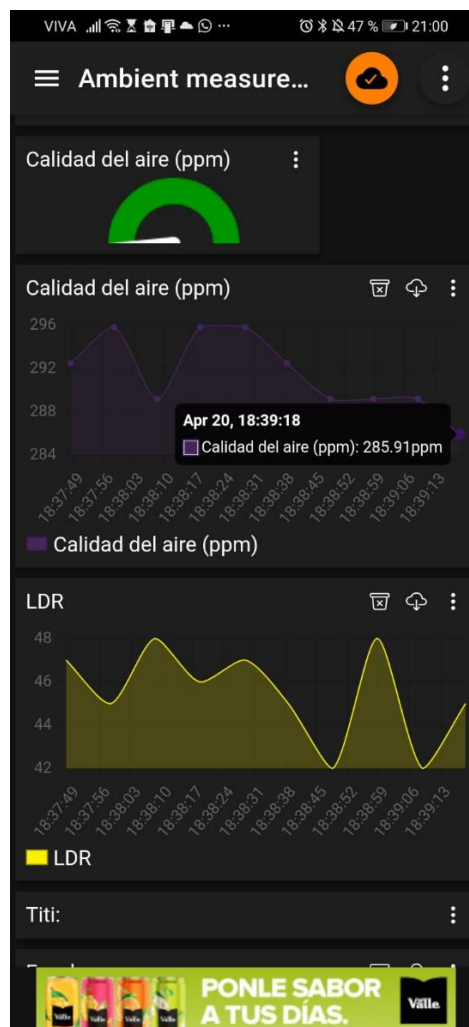 VIVA ... 47 % 21:00
Ambient measure...
Calidad del aire (ppm)
Calidad del aire (ppm)
296
292
288
284
Apr 20, 18:39:18
Calidad del aire (ppm): 285.91ppm
18:37:49 18:37:56 18:38:03 18:38:10 18:38:17 18:38:24 18:38:31 18:38:38 18:38:45 18:38:52 18:38:59 18:39:06 18:39:13
Calidad del aire (ppm)
LDR
48
46
44
42
18:37:49 18:37:56 18:38:03 18:38:10 18:38:17 18:38:24 18:38:31 18:38:38 18:38:45 18:38:52 18:38:59 18:39:06 18:39:13
LDR
Titi:
PONLE SABOR
A TUS DÍAS.
Valle